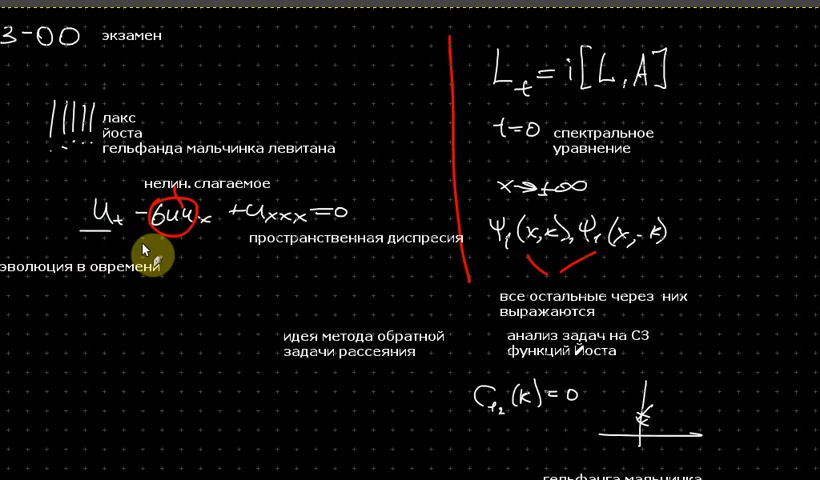 3-00 экзамен
лакс
йоста
гельфанда мальчинка левитана
нелин. слагаемое
u_t - 6uu_x + u_xxx = 0
пространственная диспресия
эволюция в овремени
идея метода обратной
задачи рассеяния
L_t = i[L, A]
t=0 спектральное
уравнение
x→±∞
ψ_1(x,k), ψ_1(x,-k)
все остальные через них
выражаются
анализ задач на СЗ
функций Йоста
C_12(k) = 0
гельфанга мальчинка